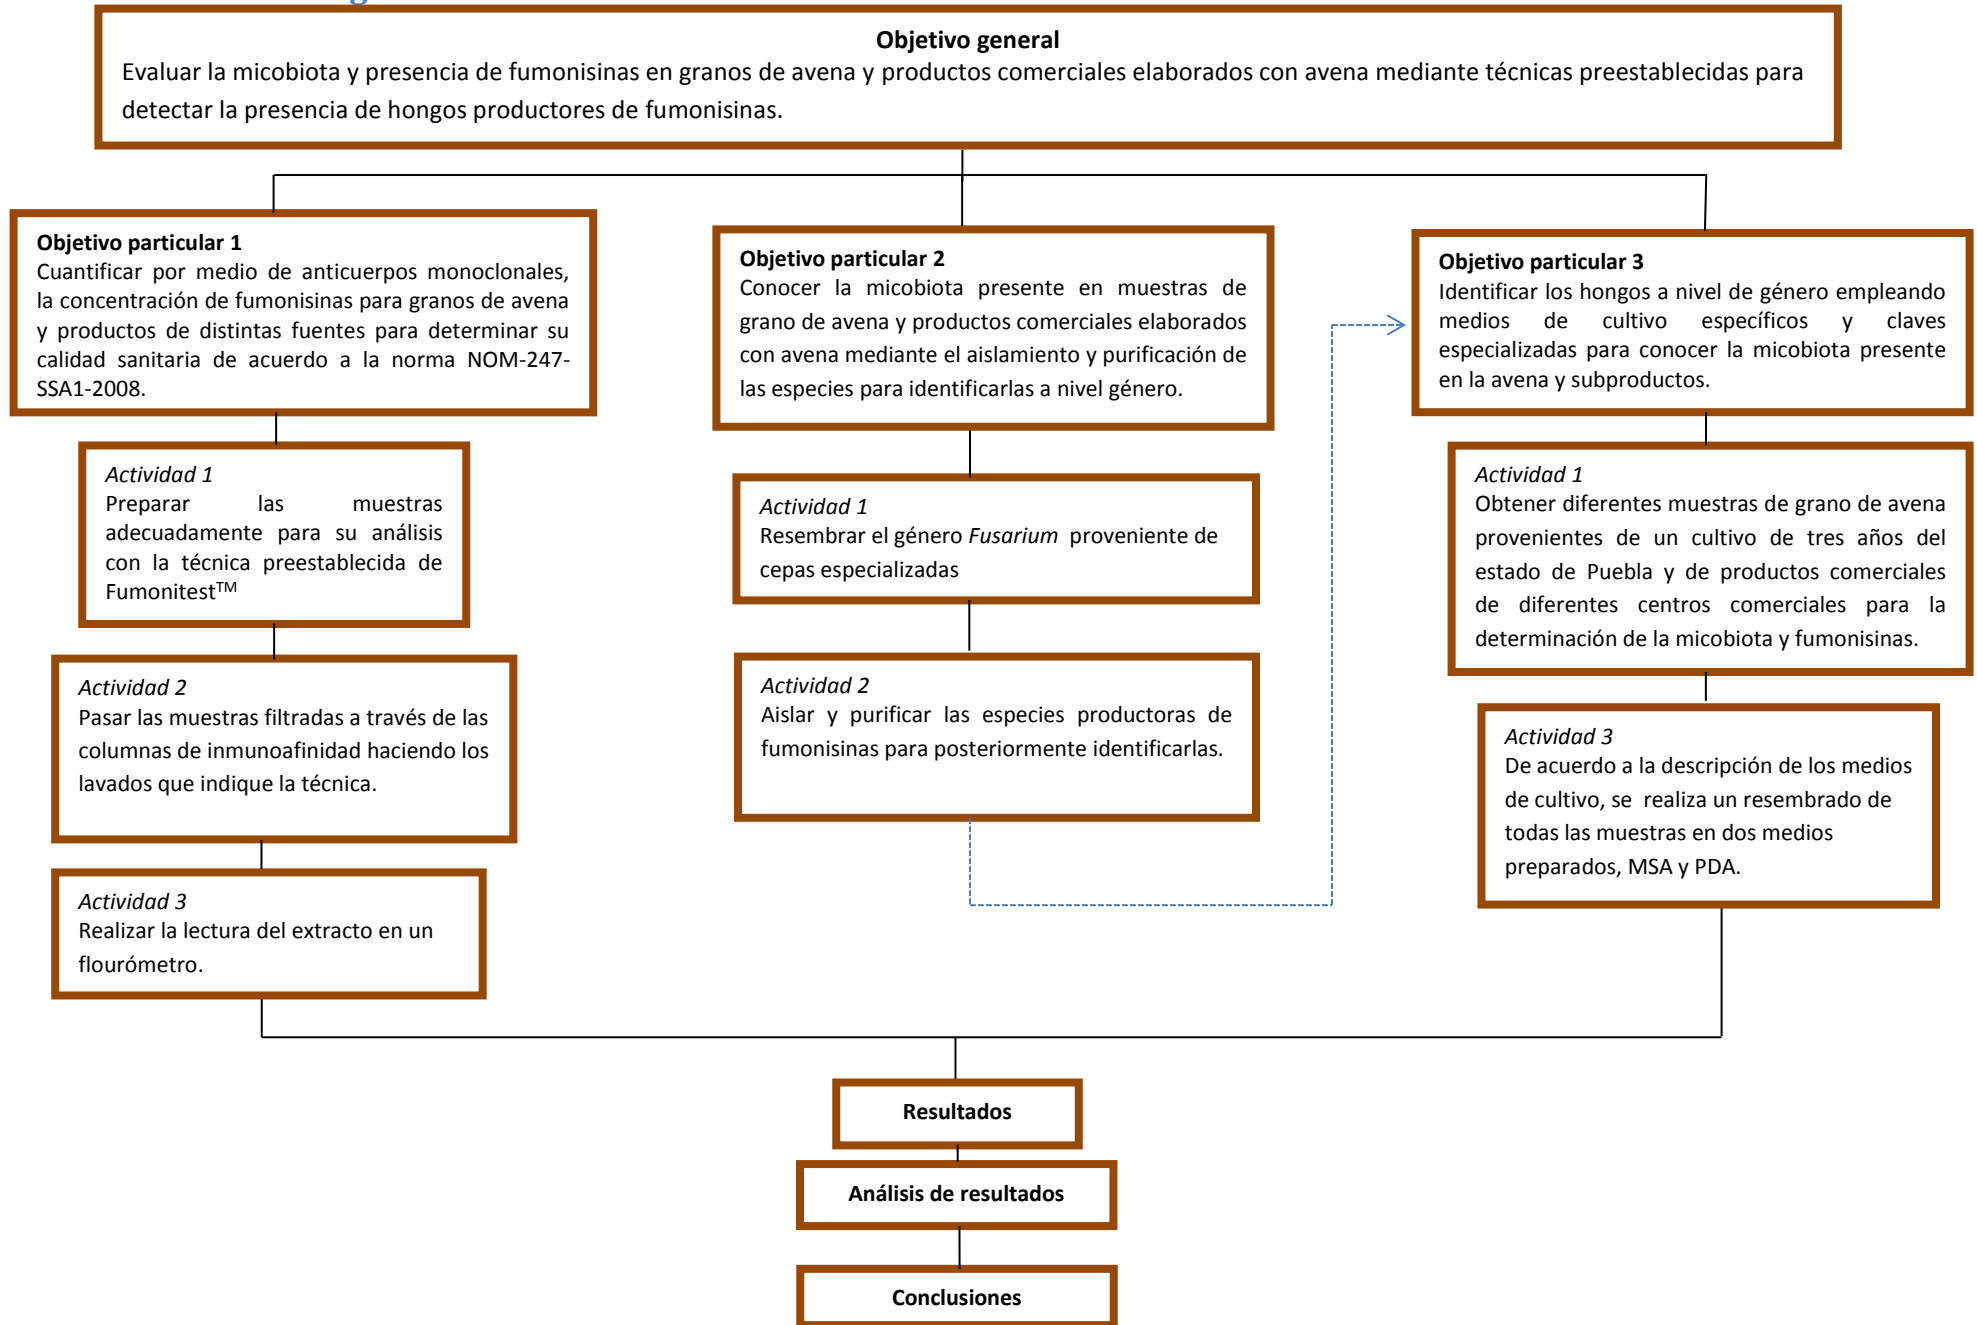 Objetivo general
Evaluar la micobiota y presencia de fumonisinas en granos de avena y productos comerciales elaborados con avena mediante técnicas preestablecidas para
detectar la presencia de hongos productores de fumonisinas.
Objetivo particular 1
Cuantificar por medio de anticuerpos monoclonales,
la concentración de fumonisinas para granos de avena
y productos de distintas fuentes para determinar su
calidad sanitaria de acuerdo a la norma NOM-247-
SSA1-2008.
Actividad 1
Preparar las muestras
adecuadamente para su análisis
con la técnica preestablecida de
Fumonitest™
Actividad 2
Pasar las muestras filtradas a través de las
columnas de inmunoafinidad haciendo los
lavados que indique la técnica.
Actividad 3
Realizar la lectura del extracto en un
flourómetro.
Objetivo particular 2
Conocer la micobiota presente en muestras de
grano de avena y productos comerciales elaborados
con avena mediante el aislamiento y purificación de
las especies para identificarlas a nivel género.
Actividad 1
Resembrar el género Fusarium proveniente de
cepas especializadas
Actividad 2
Aislar y purificar las especies productoras de
fumonisinas para posteriormente identificarlas.
Objetivo particular 3
Identificar los hongos a nivel de género empleando
medios de cultivo específicos y claves
especializadas para conocer la micobiota presente
en la avena y subproductos.
Actividad 1
Obtener diferentes muestras de grano de avena
provenientes de un cultivo de tres años del
estado de Puebla y de productos comerciales
de diferentes centros comerciales para la
determinación de la micobiota y fumonisinas.
Actividad 3
De acuerdo a la descripción de los medios
de cultivo, se realiza un resembrado de
todas las muestras en dos medios
preparados, MSA y PDA.
Resultados
Análisis de resultados
Conclusiones